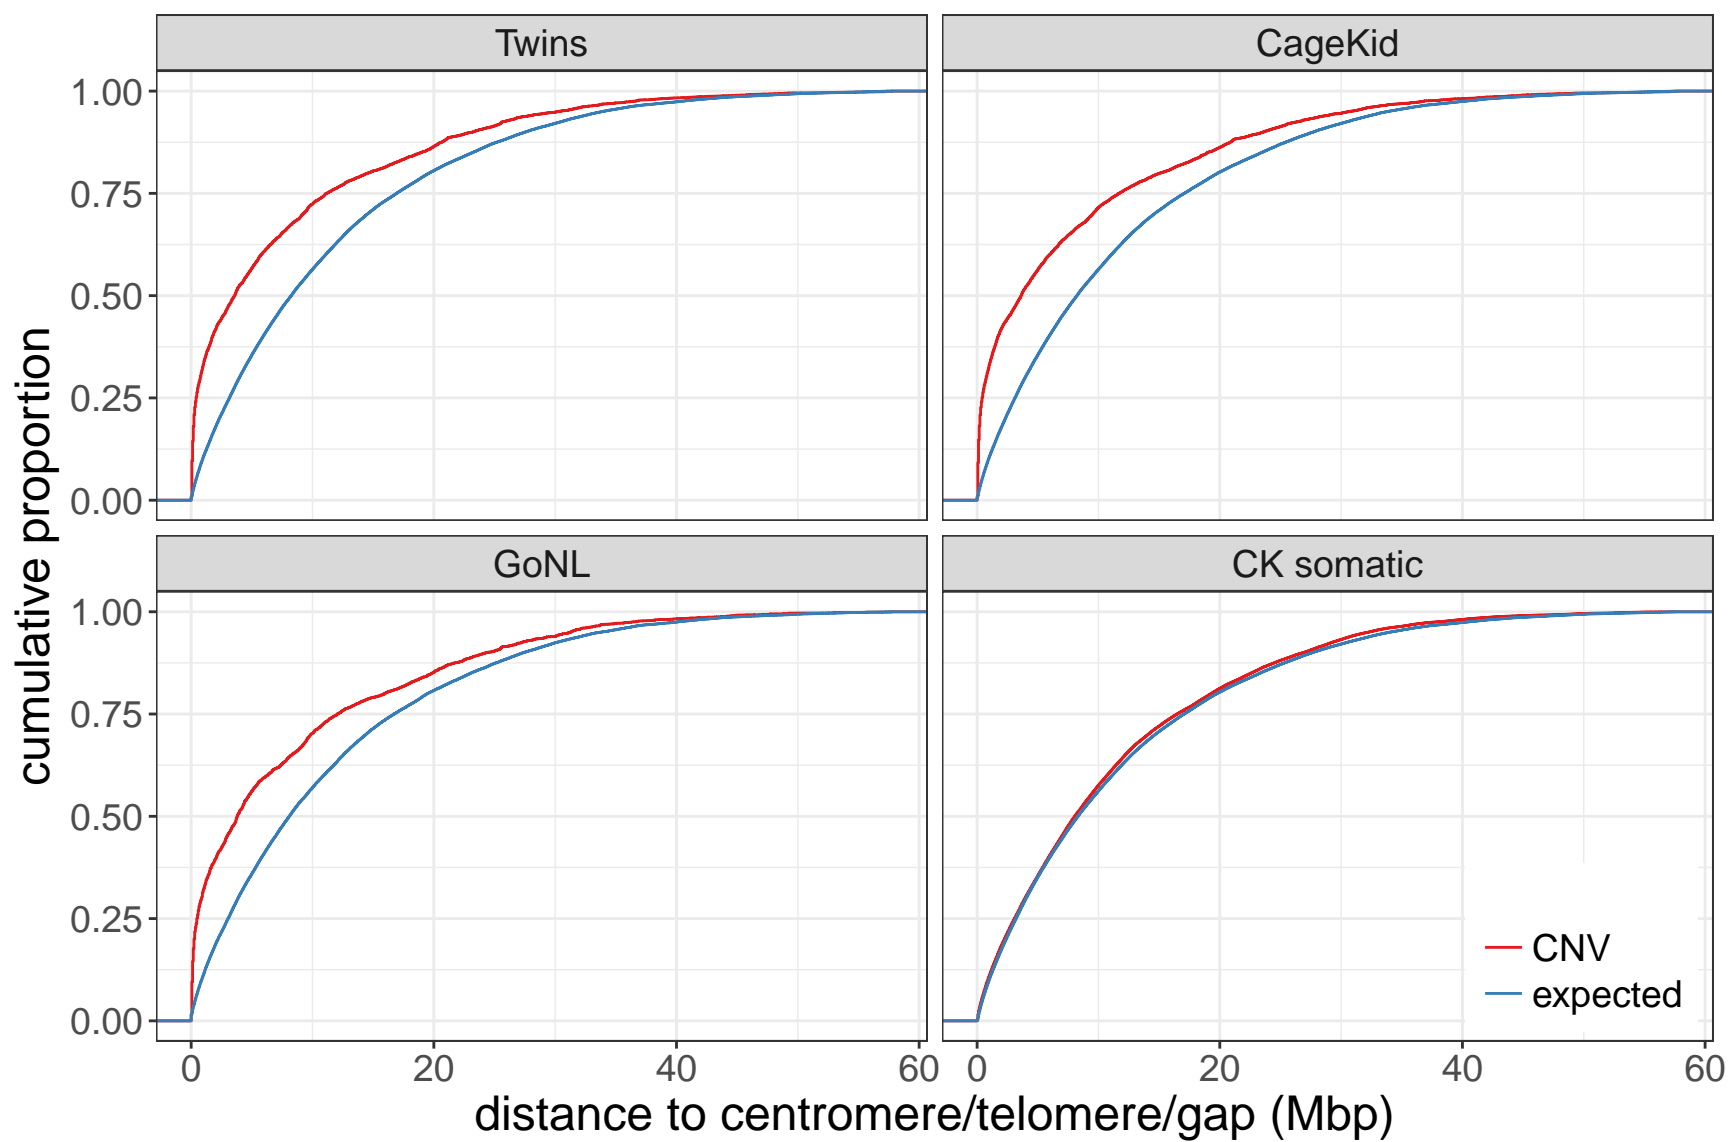 Twins
CageKid
1.00
0.75
0.50
0.25
0.00
cumulative proportion
GoNL
CK somatic
1.00
0.75
0.50
0.25
0.00
CNV
expected
0 20 40 60 0 20 40 60
distance to centromere/telomere/gap (Mbp)